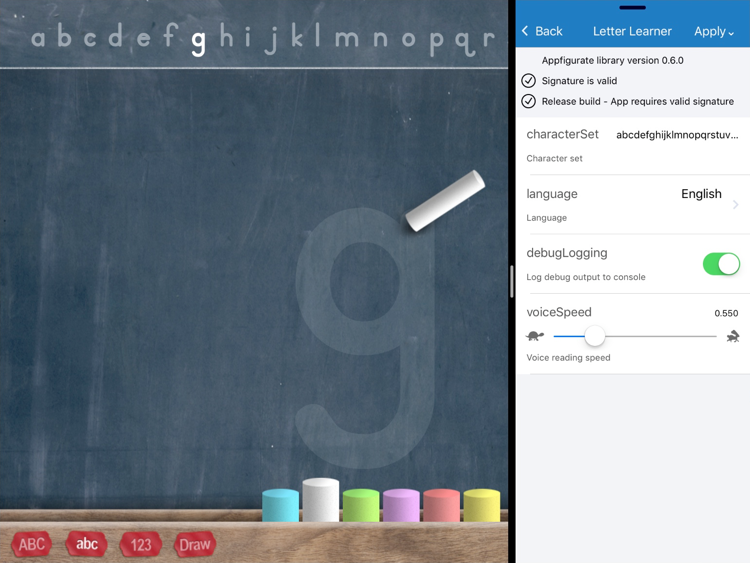 a b c d e f g h i j k l m n o p q r
g
ABC
abc
123
Draw
Back
Letter Learner
Apply
Appfigurate library version 0.6.0
Signature is valid
Release build - App requires valid signature
characterSet abcdefghijklmnopqrstuv...
Character set
language English
Language
debugLogging
Log debug output to console
voiceSpeed 0.550
Voice reading speed